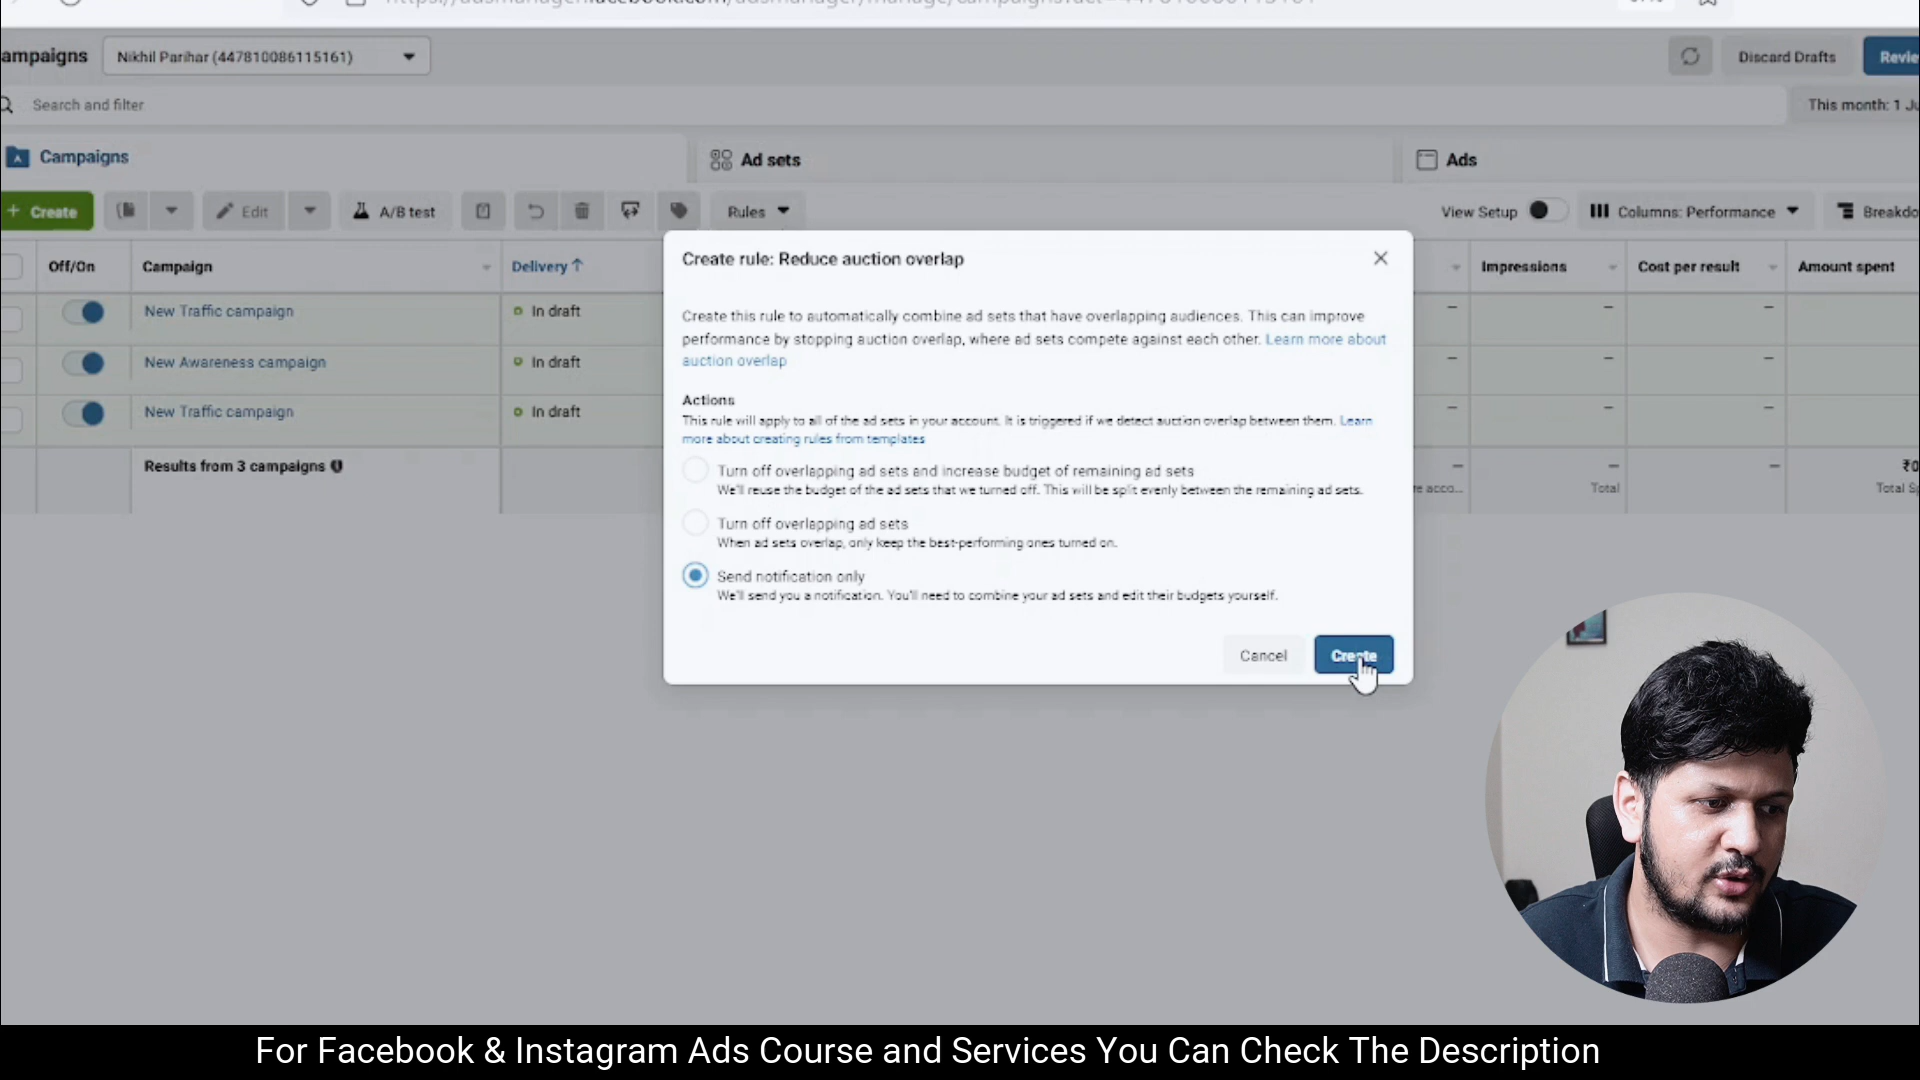 ampaigns
Nikhil Parihar (447810086115161)
Discard Drafts
Revie
Search and filter
This month: 1 Ju
Campaigns
Ad sets
Ads
+ Create
Edit
A/B test
Rules
View Setup
Columns: Performance
Breakdo
Off/On
Campaign
Delivery ↑
Impressions
Cost per result
Amount spent
New Traffic campaign
In draft
–
–
–
New Awareness campaign
In draft
–
–
–
New Traffic campaign
In draft
–
–
–
Results from 3 campaigns
–
–
–
₹0
re acco...
Total
Total Sp
Create rule: Reduce auction overlap
Create this rule to automatically combine ad sets that have overlapping audiences. This can improve
performance by stopping auction overlap, where ad sets compete against each other. Learn more about
auction overlap
Actions
This rule will apply to all of the ad sets in your account. It is triggered if we detect auction overlap between them. Learn
more about creating rules from templates
Turn off overlapping ad sets and increase budget of remaining ad sets
We'll reuse the budget of the ad sets that we turned off. This will be split evenly between the remaining ad sets.
Turn off overlapping ad sets
When ad sets overlap, only keep the best-performing ones turned on.
Send notification only
We'll send you a notification. You'll need to combine your ad sets and edit their budgets yourself.
Cancel
Create
For Facebook & Instagram Ads Course and Services You Can Check The Description